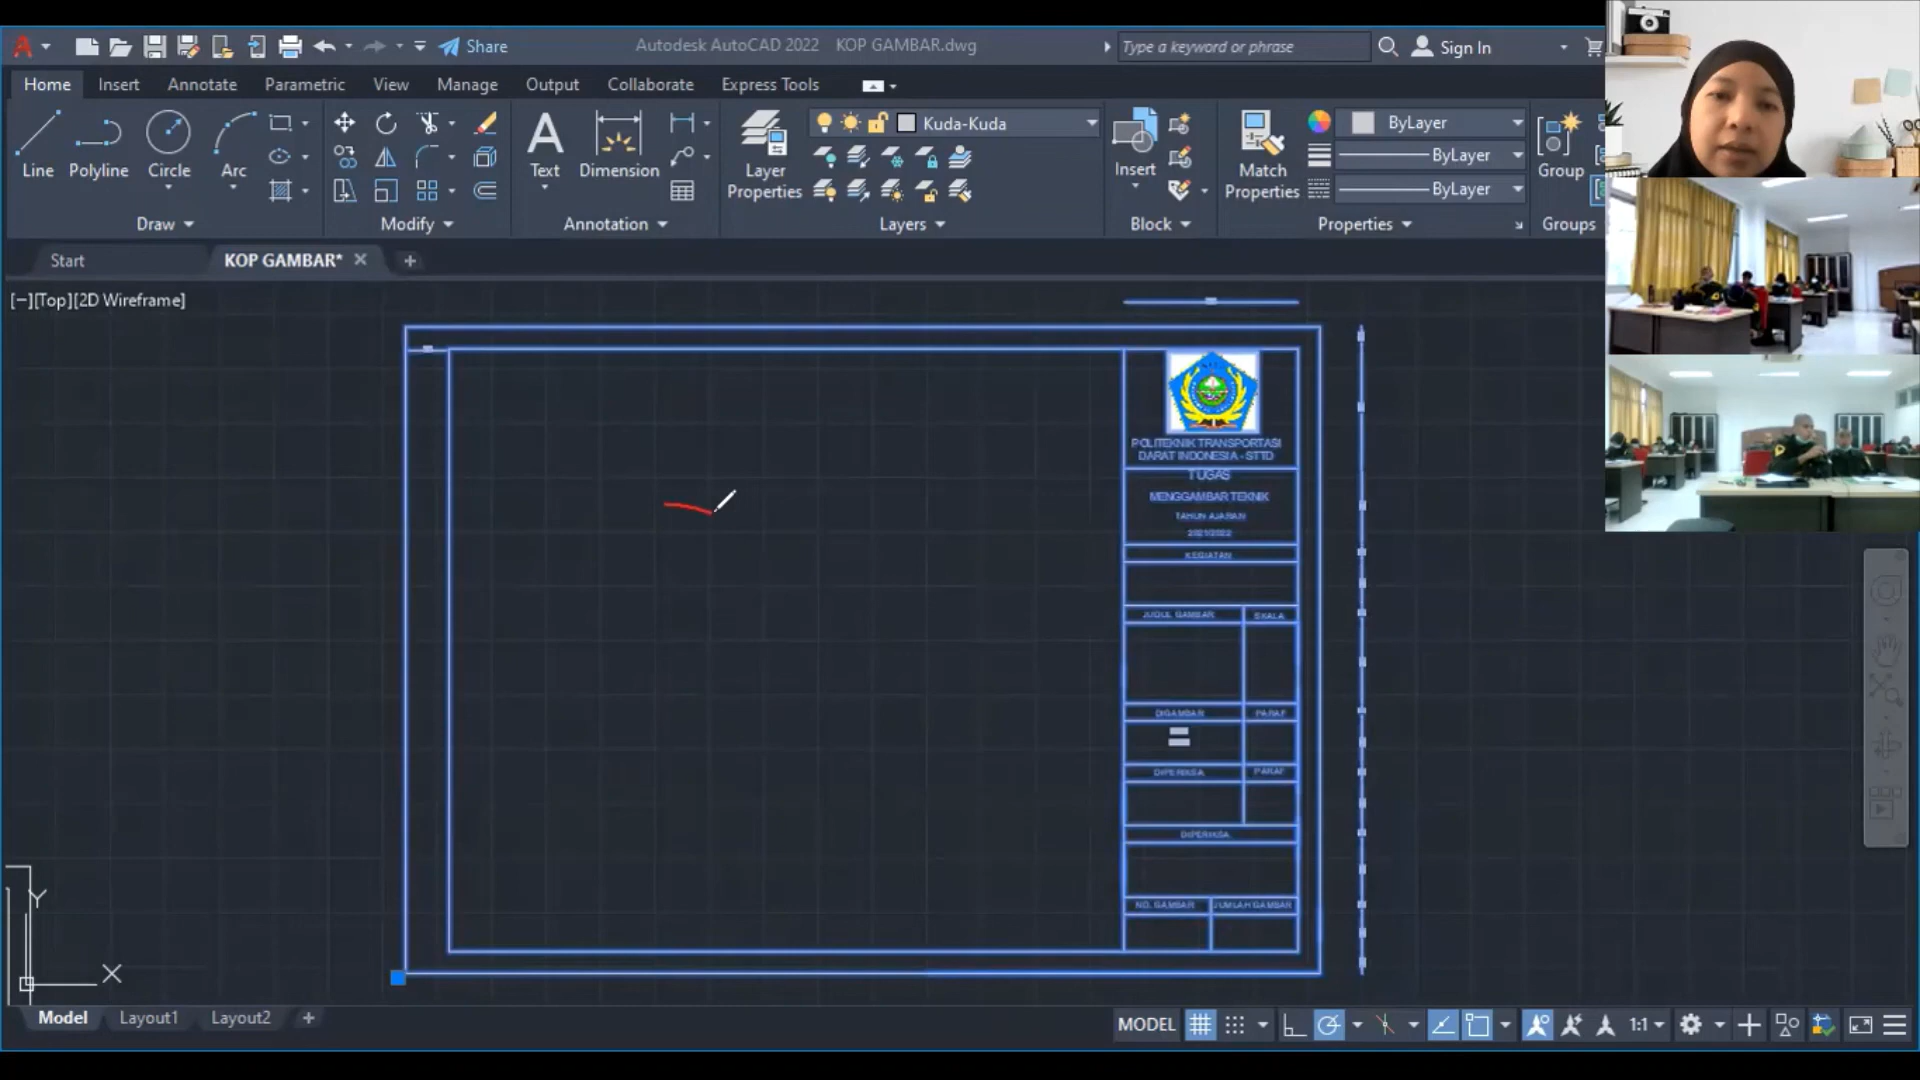 Share
Autodesk AutoCAD 2022 KOP GAMBAR.dwg
Type a keyword or phrase
Sign In
Home Insert Annotate Parametric View Manage Output Collaborate Express Tools
Line Polyline Circle Arc
Text Dimension
Layer Properties
Kuda-Kuda
Insert
Match Properties
ByLayer
ByLayer
ByLayer
Group
Draw Modify Annotation Layers Block Properties Groups
Start KOP GAMBAR*
[−][Top][2D Wireframe]
POLITEKNIK TRANSPORTASI
DARAT INDONESIA - STTD
TUGAS
MENGGAMBAR TEKNIK
TAHUN AJARAN
2021/2022
KEGIATAN
JUDUL GAMBAR SKALA
DIGAMBAR PARAF
DIPERIKSA PARAF
DIPERIKSA
NO. GAMBAR JUMLAH GAMBAR
Y
X
Model Layout1 Layout2
MODEL 1:1